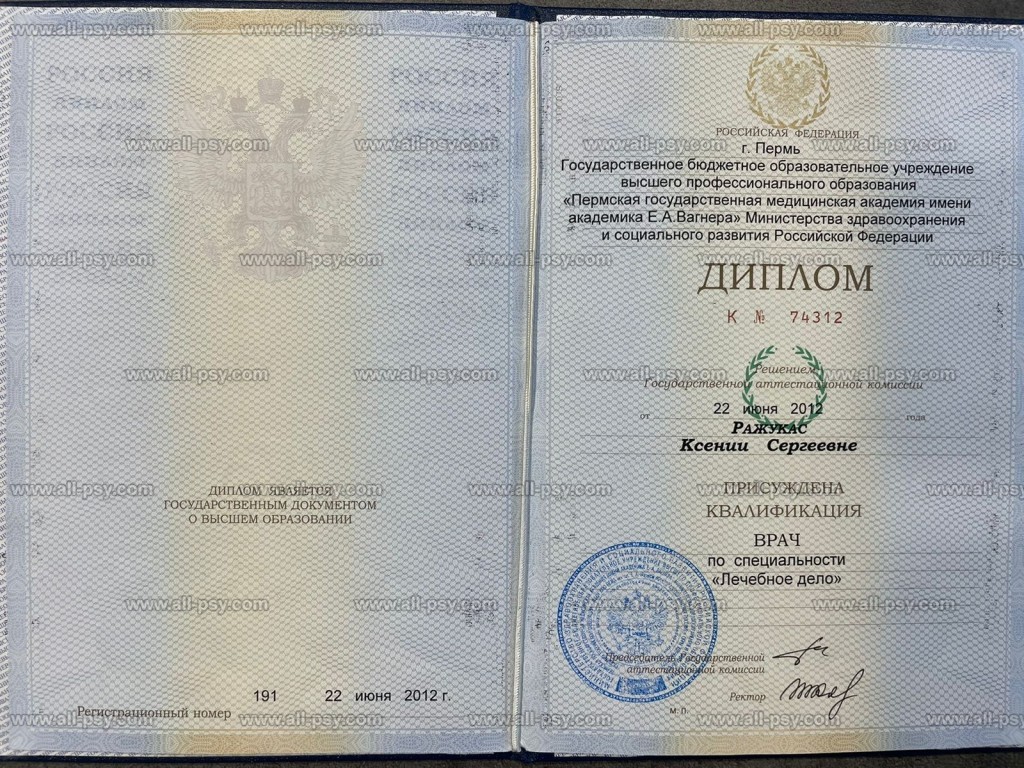 www.all-psy.com
ДИПЛОМ ЯВЛЯЕТСЯ
ГОСУДАРСТВЕННЫМ ДОКУМЕНТОМ
О ВЫСШЕМ ОБРАЗОВАНИИ
191 22 июня 2012 г.
Регистрационный номер
РОССИЙСКАЯ ФЕДЕРАЦИЯ
г. Пермь
Государственное бюджетное образовательное учреждение
высшего профессионального образования
«Пермская государственная медицинская академия имени
академика Е.А.Вагнера» Министерства здравоохранения
и социального развития Российской Федерации
ДИПЛОМ
К № 74312
Решением
Государственной аттестационной комиссии
от 22 июня 2012 года
РАЖУКАС
Ксении Сергеевне
ПРИСУЖДЕНА
КВАЛИФИКАЦИЯ
ВРАЧ
по специальности
«Лечебное дело»
Председатель Государственной
аттестационной комиссии
Ректор
м.п.